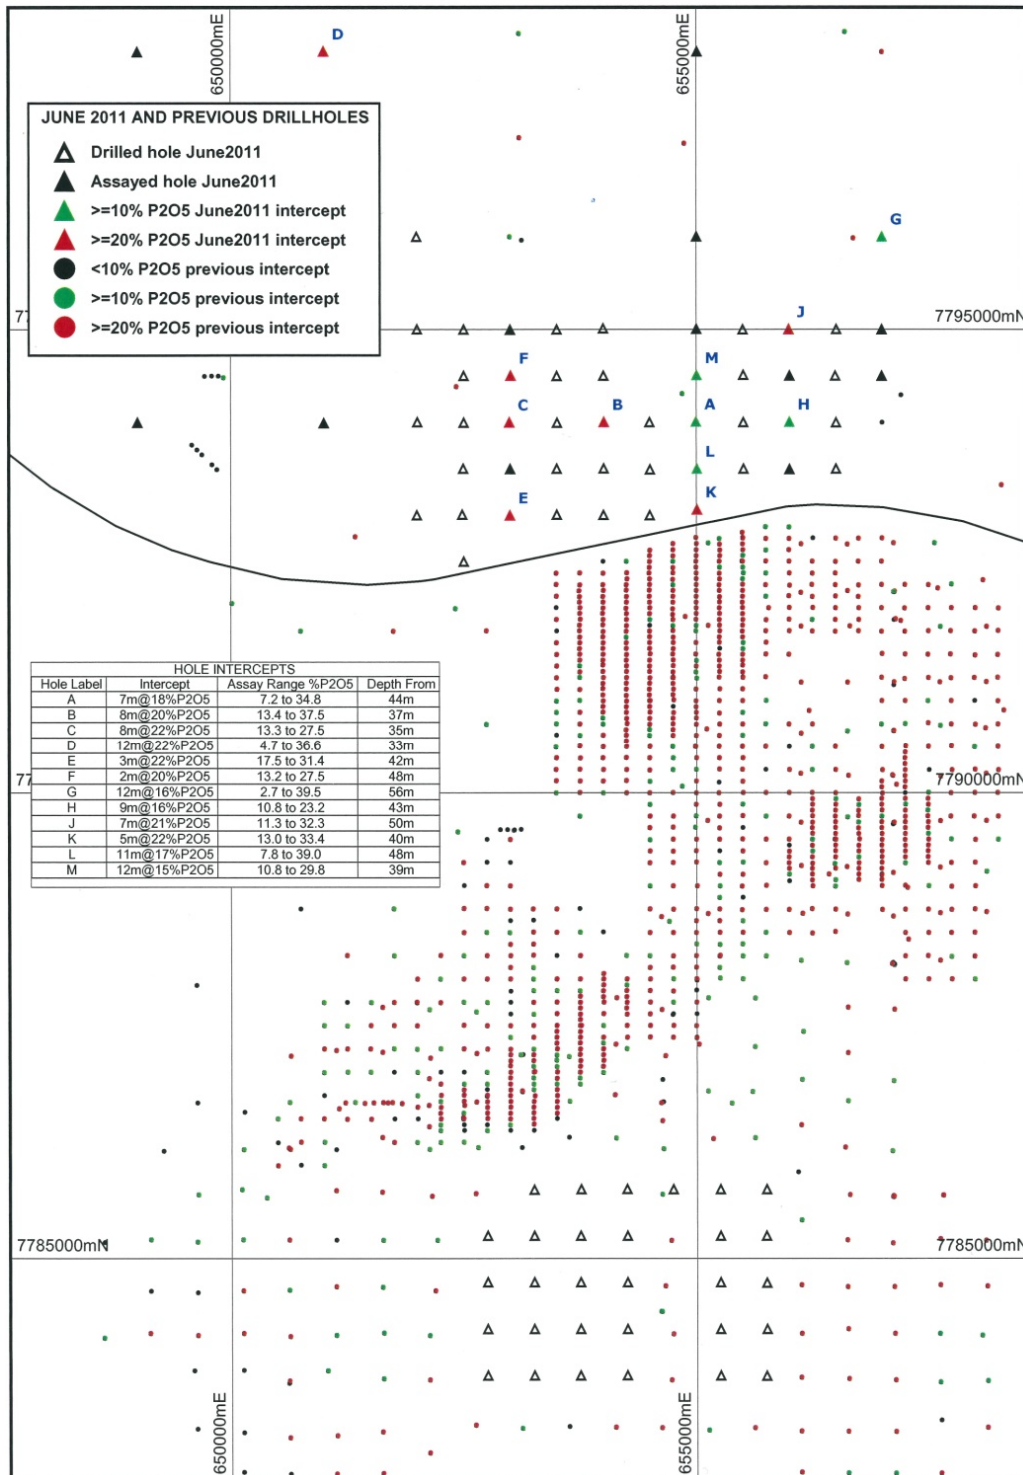 650000mE
655000mE
D
JUNE 2011 AND PREVIOUS DRILLHOLES
Drilled hole June2011
Assayed hole June2011
>=10% P2O5 June2011 intercept
>=20% P2O5 June2011 intercept
<10% P2O5 previous intercept
>=10% P2O5 previous intercept
>=20% P2O5 previous intercept
G
77
7795000mN
J
F
M
C
B
A
H
L
E
K
HOLE INTERCEPTS
Hole Label Intercept Assay Range %P2O5 Depth From
A 7m@18%P2O5 7.2 to 34.8 44m
B 8m@20%P2O5 13.4 to 37.5 37m
C 8m@22%P2O5 13.3 to 27.5 35m
D 12m@22%P2O5 4.7 to 36.6 33m
E 3m@22%P2O5 17.5 to 31.4 42m
F 2m@20%P2O5 13.2 to 27.5 48m
G 12m@16%P2O5 2.7 to 39.5 56m
H 9m@16%P2O5 10.8 to 23.2 43m
J 7m@21%P2O5 11.3 to 32.3 50m
K 5m@22%P2O5 13.0 to 33.4 40m
L 11m@17%P2O5 7.8 to 39.0 48m
M 12m@15%P2O5 10.8 to 29.8 39m
77
7790000mN
7785000mN
7785000mN
650000mE
655000mE